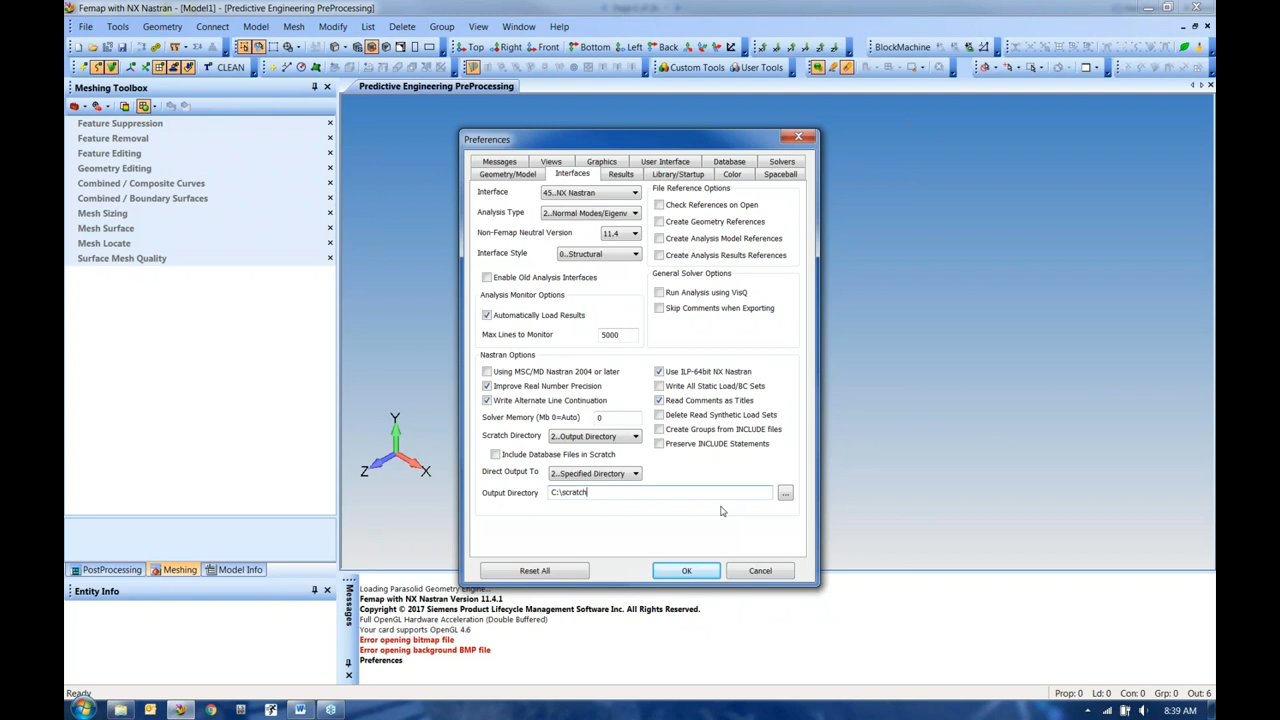 Femap with NX Nastran - [Model1] - [Predictive Engineering PreProcessing]
File Tools Geometry Connect Model Mesh Modify List Delete Group View Window Help
Top Right Front Bottom Left Back BlockMachine
CLEAN Custom Tools User Tools
Meshing Toolbox
Predictive Engineering PreProcessing
Feature Suppression
Feature Removal
Feature Editing
Geometry Editing
Combined / Composite Curves
Combined / Boundary Surfaces
Mesh Sizing
Mesh Surface
Mesh Locate
Surface Mesh Quality
Preferences
Messages Views Graphics User Interface Database Solvers
Geometry/Model Interfaces Results Library/Startup Color Spaceball
Interface 45..NX Nastran
Analysis Type 2..Normal Modes/Eigenv
Non-Femap Neutral Version 11.4
Interface Style 0..Structural
Enable Old Analysis Interfaces
Analysis Monitor Options
Automatically Load Results
Max Lines to Monitor 5000
File Reference Options
Check References on Open
Create Geometry References
Create Analysis Model References
Create Analysis Results References
General Solver Options
Run Analysis using VisQ
Skip Comments when Exporting
Nastran Options
Using MSC/MD Nastran 2004 or later
Improve Real Number Precision
Write Alternate Line Continuation
Solver Memory (Mb 0=Auto) 0
Scratch Directory 2..Output Directory
Include Database Files in Scratch
Direct Output To 2..Specified Directory
Output Directory C:\scratch ...
Use ILP-64bit NX Nastran
Write All Static Load/BC Sets
Read Comments as Titles
Delete Read Synthetic Load Sets
Create Groups from INCLUDE files
Preserve INCLUDE Statements
Reset All OK Cancel
Y
Z X
PostProcessing Meshing Model Info
Entity Info
Messages
Loading Parasolid Geometry Engine...
Femap with NX Nastran Version 11.4.1
Copyright © 2017 Siemens Product Lifecycle Management Software Inc. All Rights Reserved.
Full OpenGL Hardware Acceleration (Double Buffered)
Your card supports OpenGL 4.6
Error opening bitmap file
Error opening background BMP file
Preferences
Ready
Prop: 0 Ld: 0 Con: 0 Grp: 0 Out: 6
8:39 AM